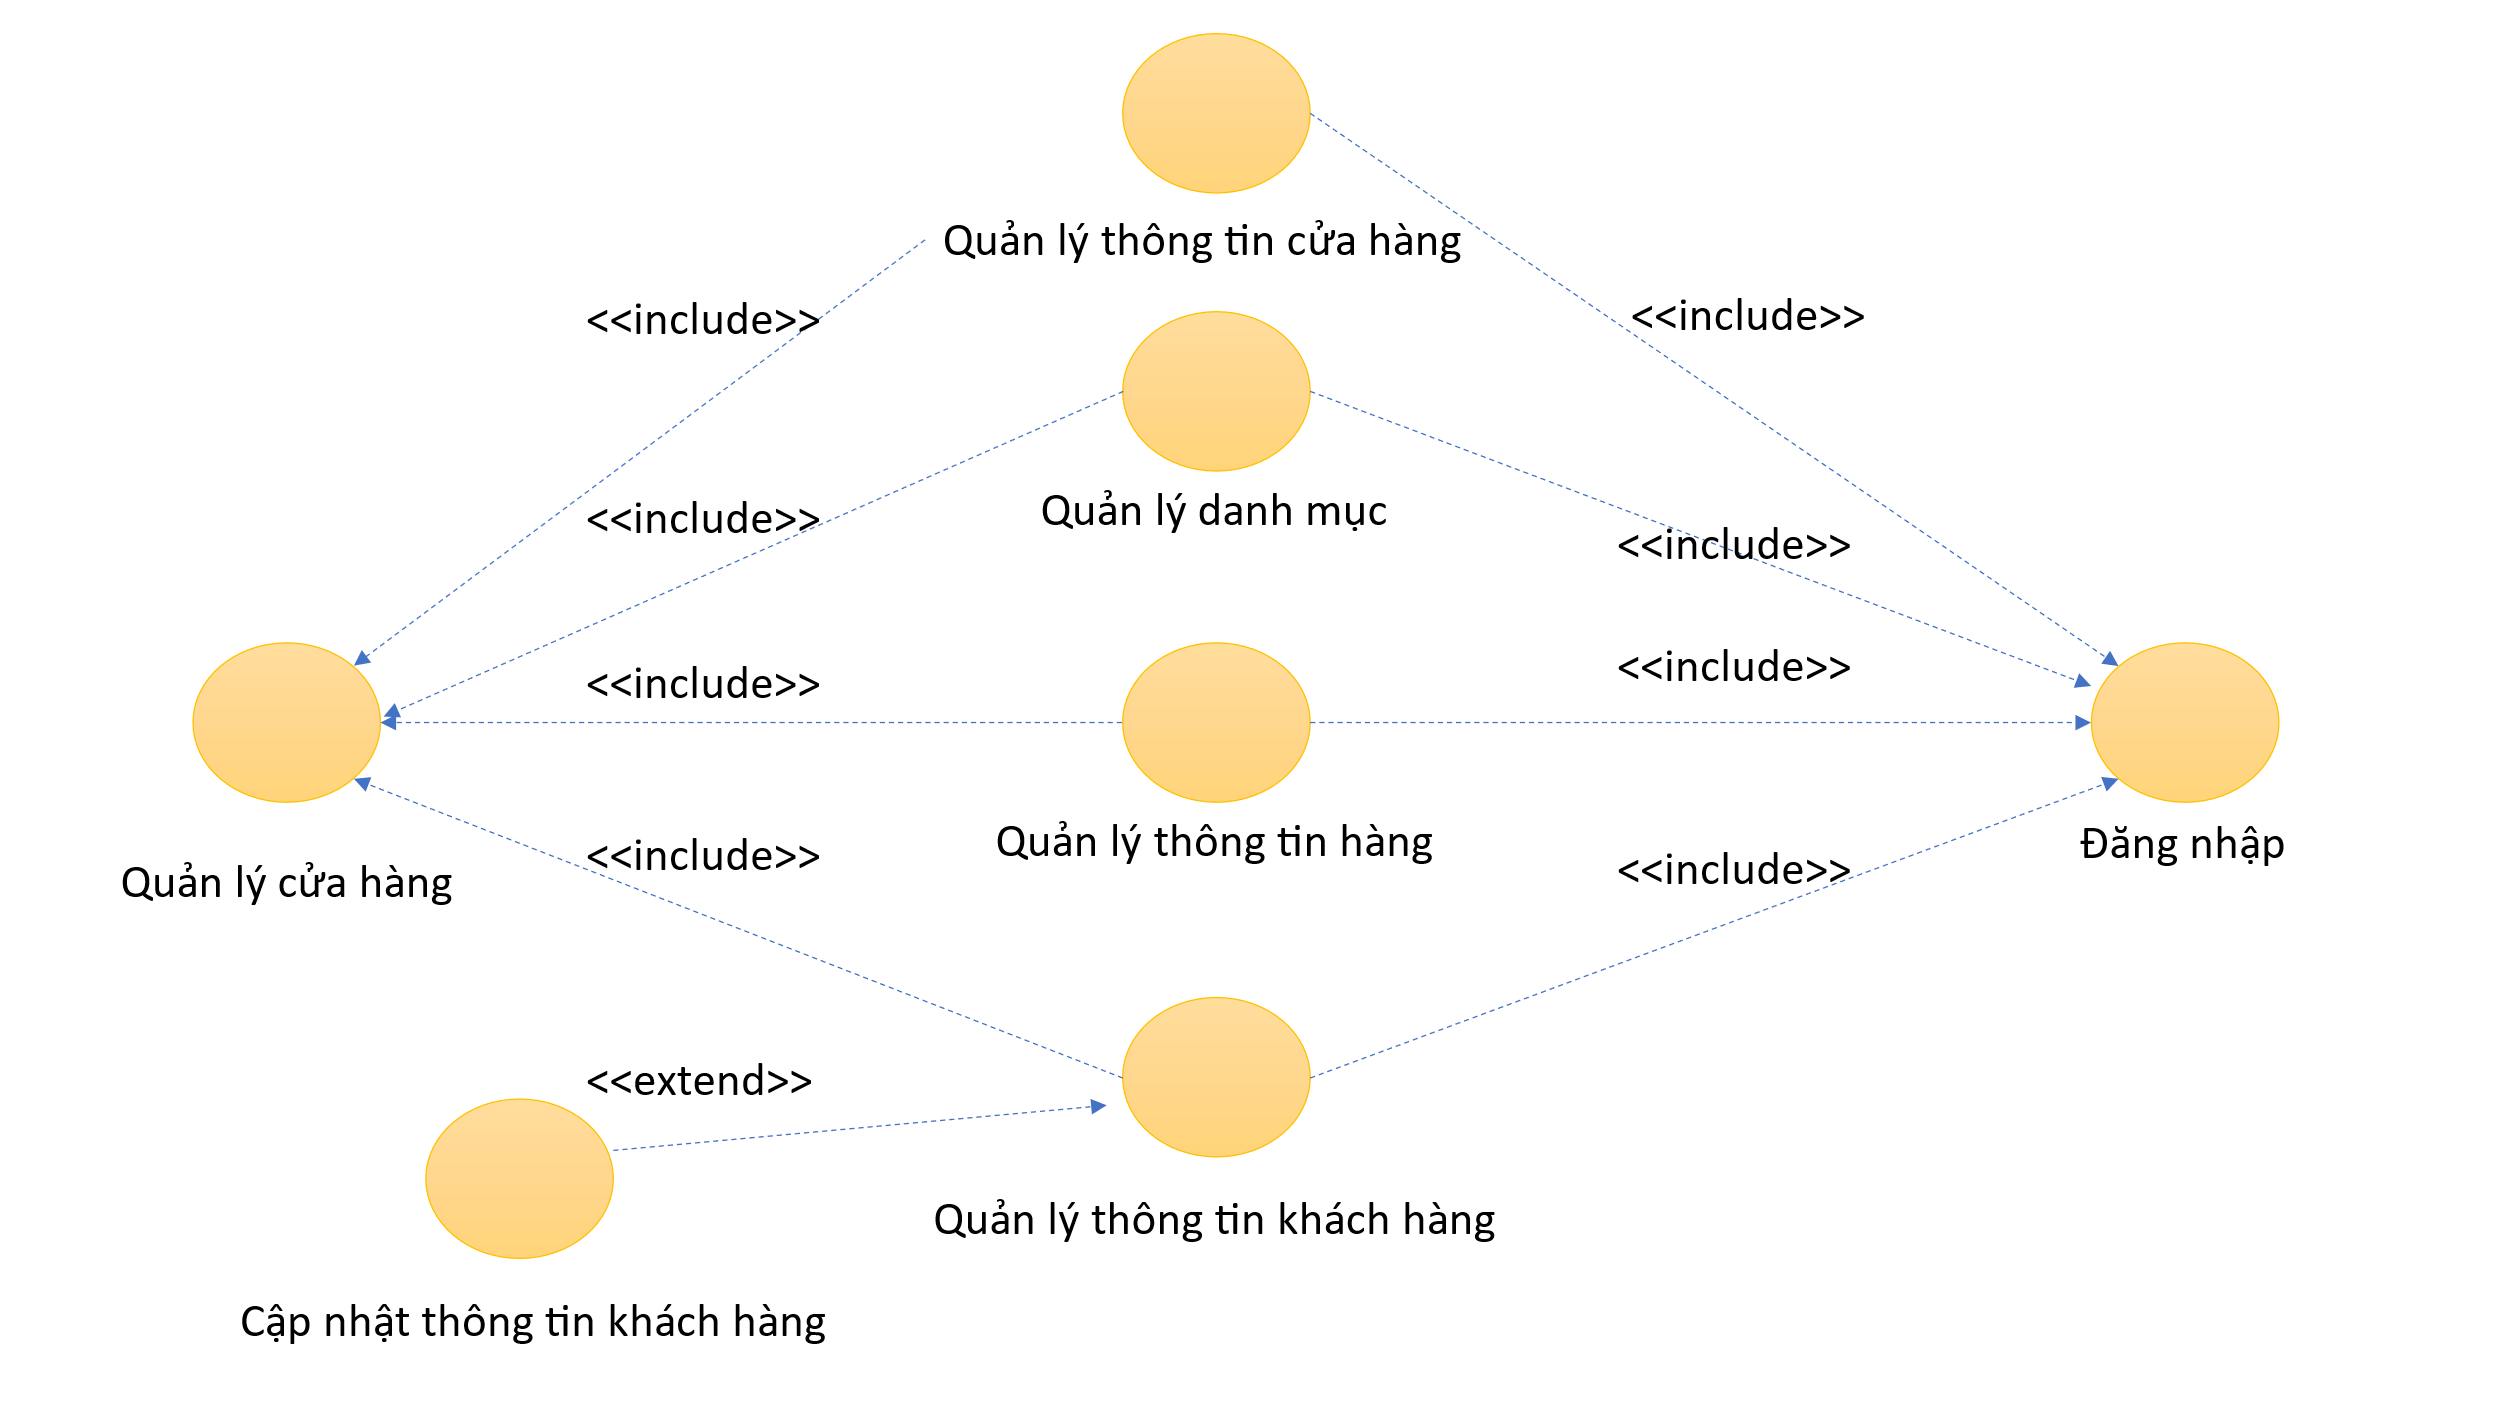 Quản lý thông tin cửa hàng
<<include>>
<<include>>
<<include>>
Quản lý danh mục
<<include>>
<<include>>
<<include>>
Quản lý thông tin hàng
Đăng nhập
<<include>>
<<include>>
Quản lý cửa hàng
<<extend>>
Quản lý thông tin khách hàng
Cập nhật thông tin khách hàng